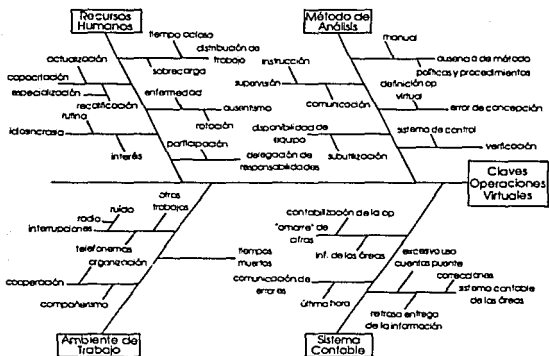 Recursos
Humanos
Método de
Análisis
tiempo ocioso
distribución de
trabajo
sobrecarga
actualización
capacitación
especialización
recalificación
enfermedad
ausentismo
rotación
rutina
idiosincrasia
interés
participación
delegación de
responsabilidades
manual
ausencia de método
políticas y procedimientos
instrucción
supervisión
comunicación
definición op
virtual
error de concepción
disponibilidad de
equipo
subutilización
sistema de control
verificación
Claves
Operaciones
Virtuales
otros
trabajos
ruido
radio
interrupciones
telefonemas
organización
cooperación
compañerismo
tiempos
muertos
contabilización de la op
"amarre" de
cifras
inf. de las áreas
excesivo uso
cuentas puente
correcciones
sistema contable
de las áreas
comunicación de
errores
última hora
retraso entrega
de la información
Ambiente de
Trabajo
Sistema
Contable